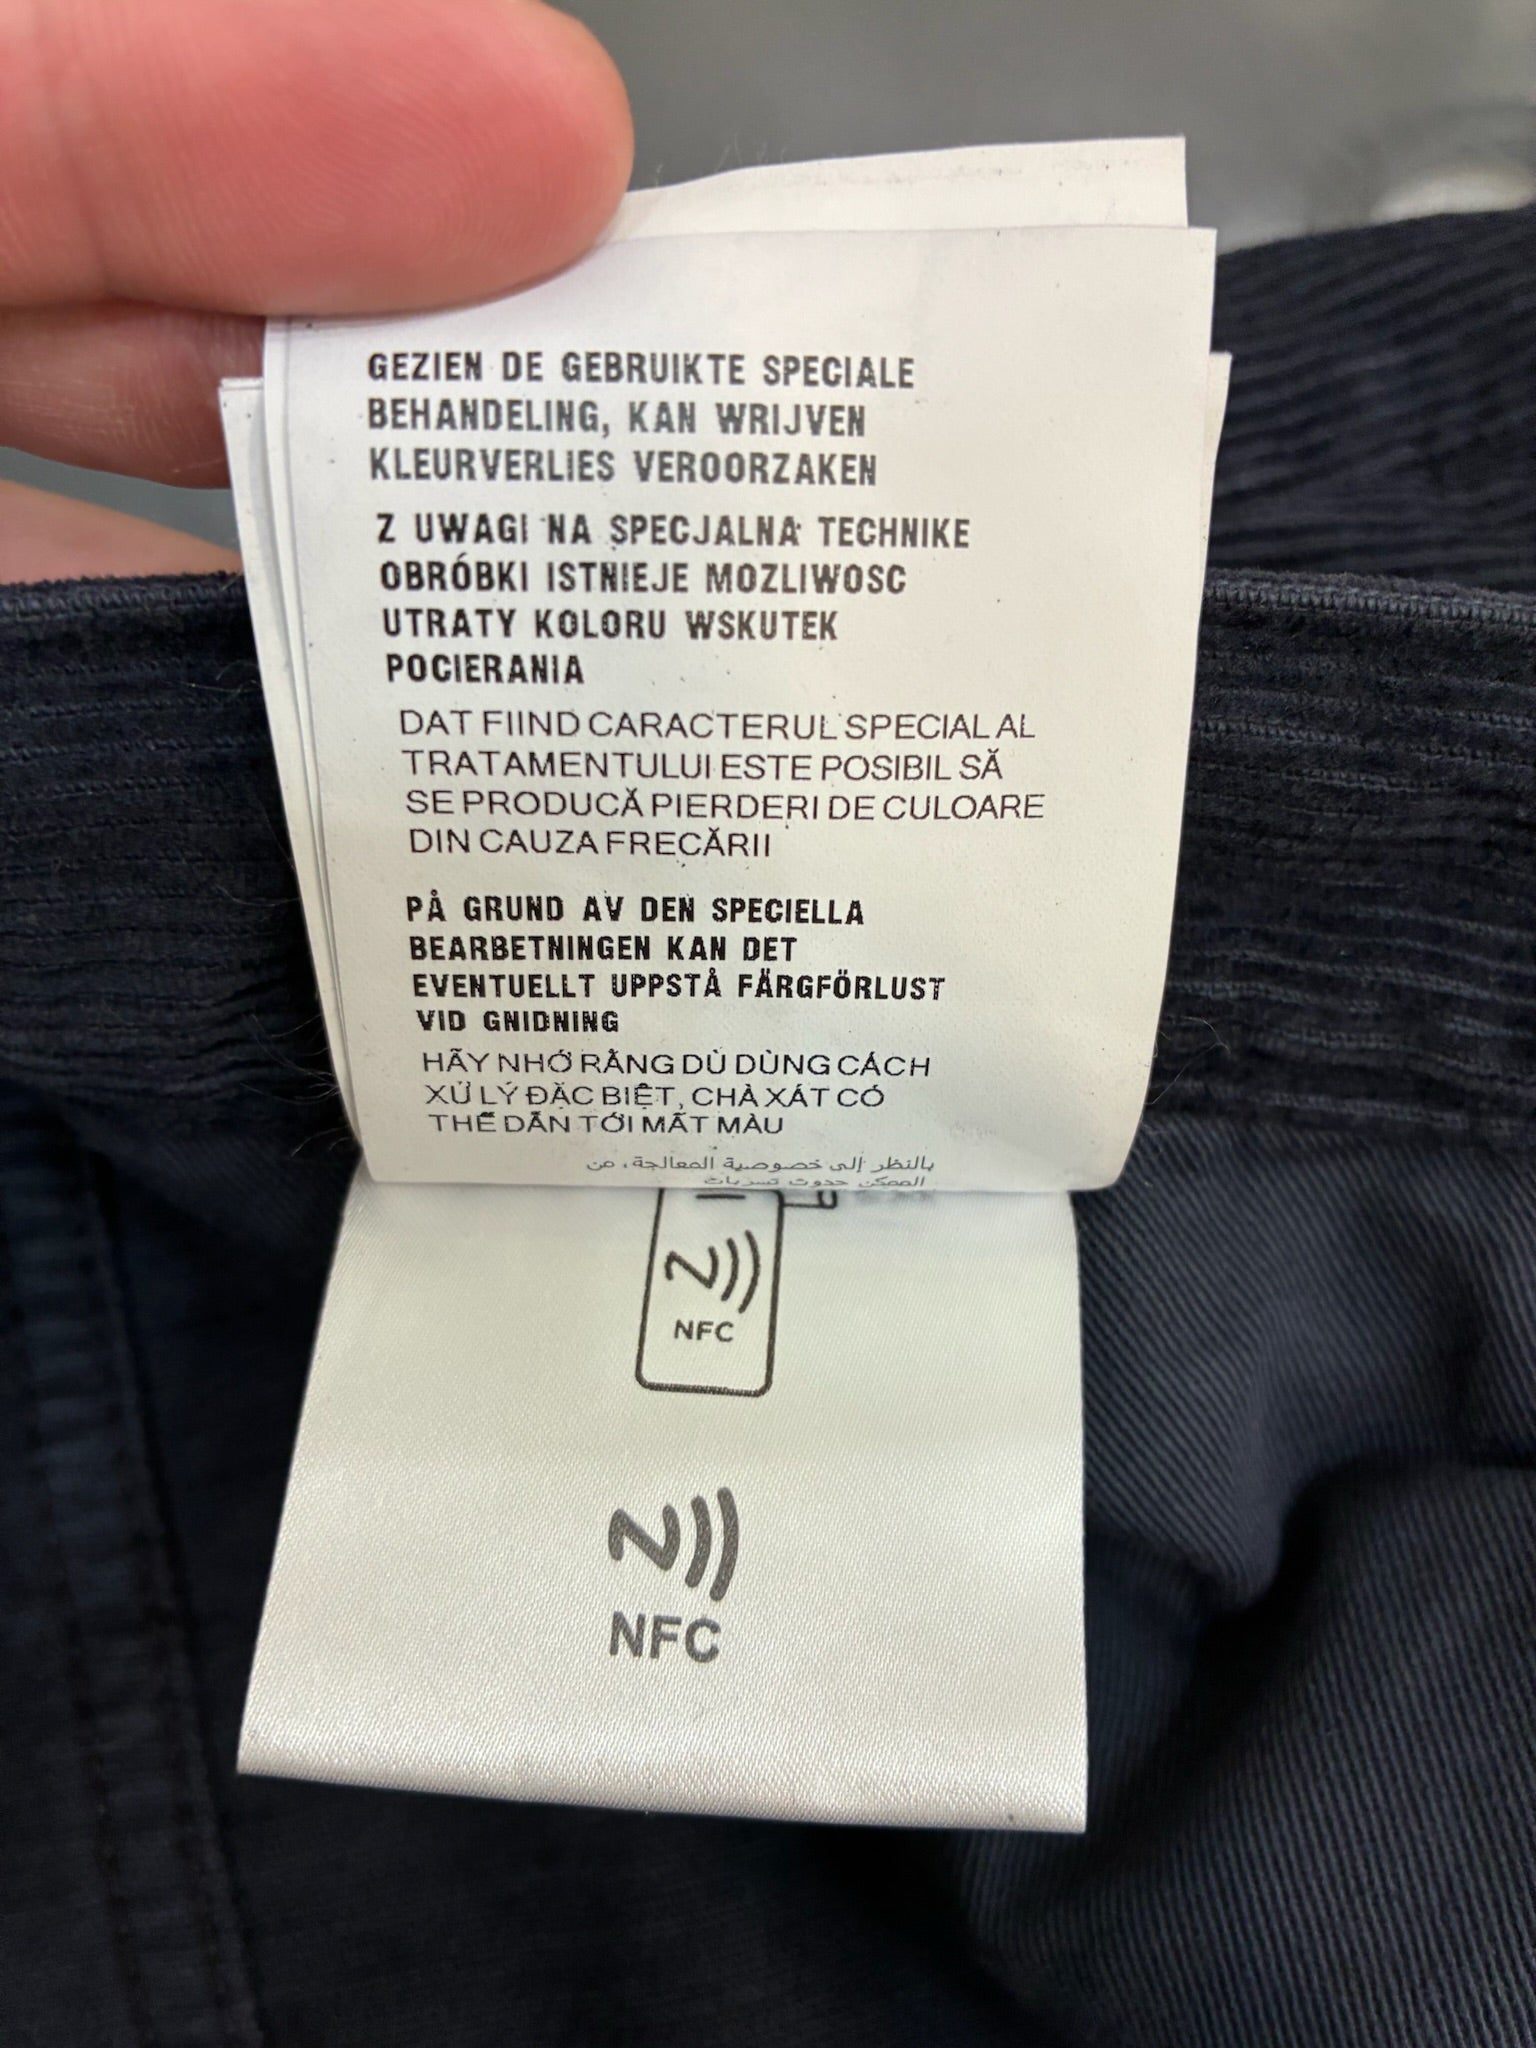 GEZIEN DE GEBRUIKTE SPECIALE
BEHANDELING, KAN WRIJVEN
KLEURVERLIES VEROORZAKEN
Z UWAGI NA SPECJALNA TECHNIKE
OBRÓBKI ISTNIEJE MOZLIWOSC
UTRATY KOLORU WSKUTEK
POCIERANIA
DAT FIIND CARACTERUL SPECIAL AL
TRATAMENTULUI ESTE POSIBIL SĂ
SE PRODUCĂ PIERDERI DE CULOARE
DIN CAUZA FRECĂRII
PÅ GRUND AV DEN SPECIELLA
BEARBETNINGEN KAN DET
EVENTUELLT UPPSTÅ FÄRGFÖRLUST
VID GNIDNING
HÃY NHỚ RẰNG DÙ DÙNG CÁCH
XỬ LÝ ĐẶC BIỆT, CHÀ XÁT CÓ
THỂ DẪN TỚI MẤT MÀU
بالنظر إلى خصوصية المعالجة، من
الممكن حدوث تسربات
NFC
NFC